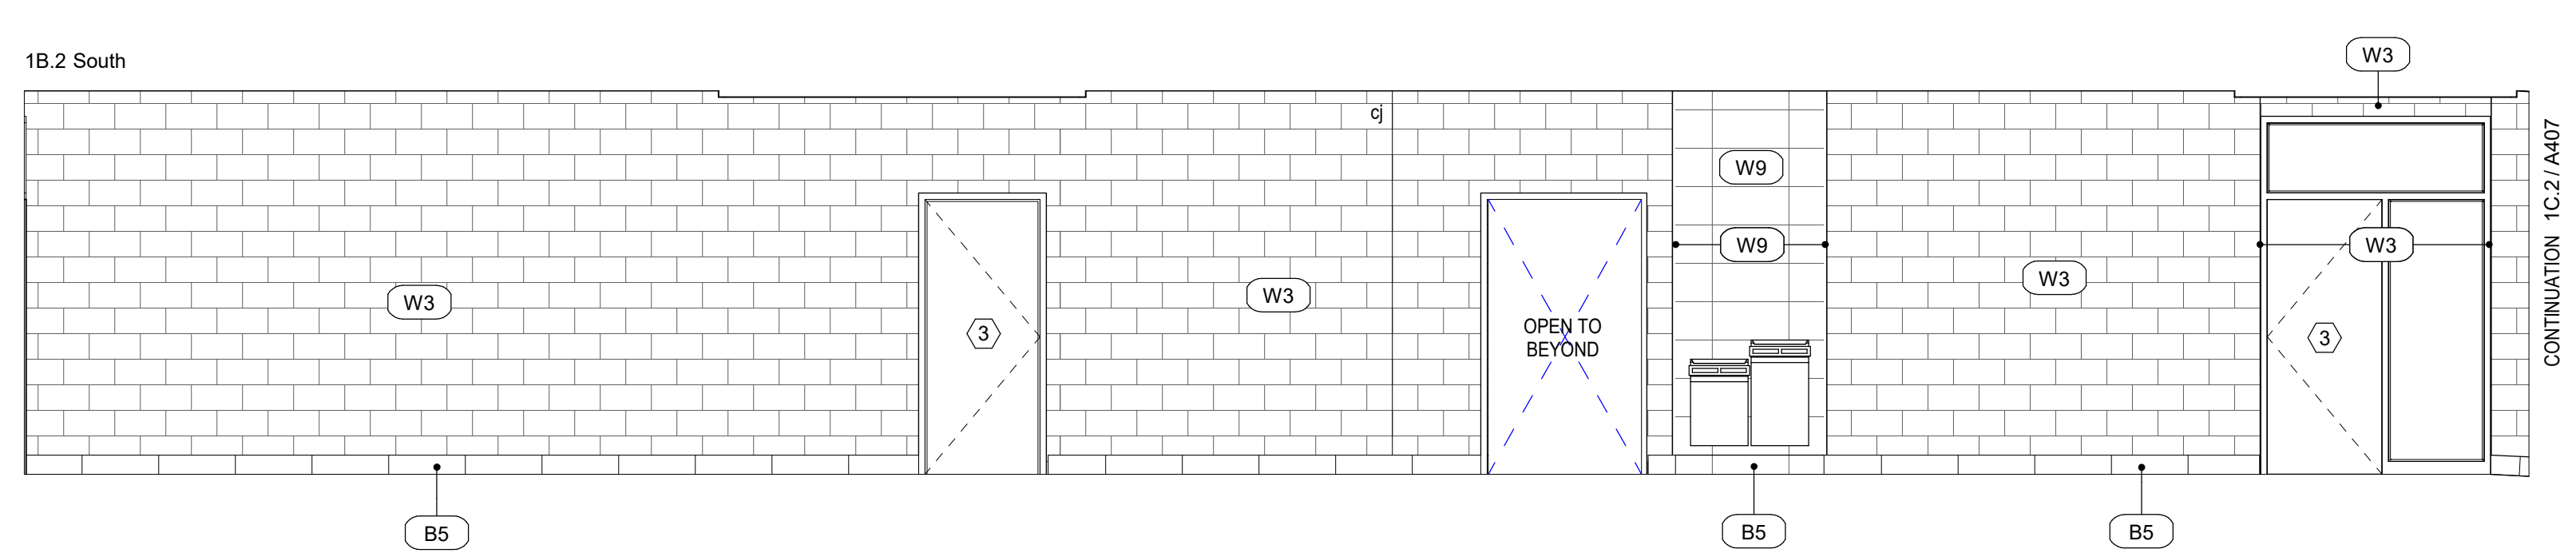 1B.2 South
W3
cj
W9
W9
W3
W3
W3
W3
3
OPEN TO
BEYOND
3
B5
B5
B5
CONTINUATION 1C.2 / A407